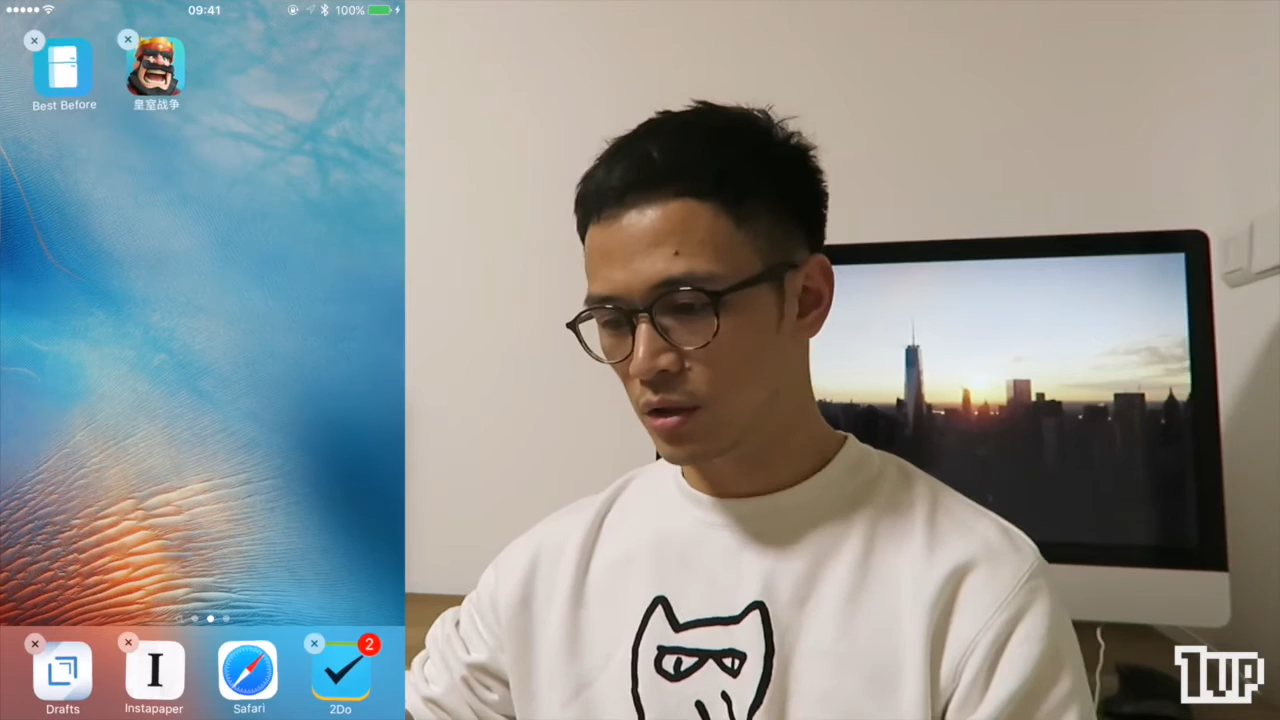 09:41
100%
Best Before
皇室战争
2
Drafts
I
Instapaper
Safari
2Do
1UP